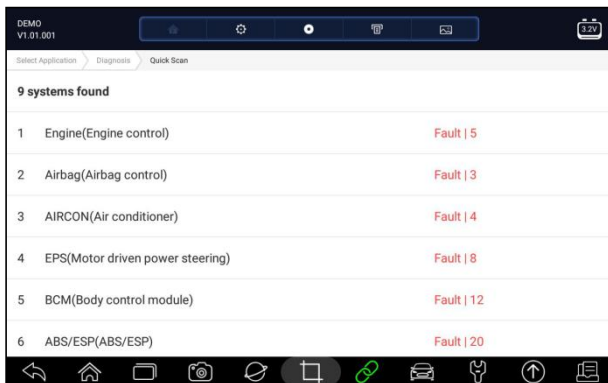 DEMO
V1.01.001
3.2V
Select Application Diagnosis Quick Scan
9 systems found
1 Engine(Engine control) Fault | 5
2 Airbag(Airbag control) Fault | 3
3 AIRCON(Air conditioner) Fault | 4
4 EPS(Motor driven power steering) Fault | 8
5 BCM(Body control module) Fault | 12
6 ABS/ESP(ABS/ESP) Fault | 20